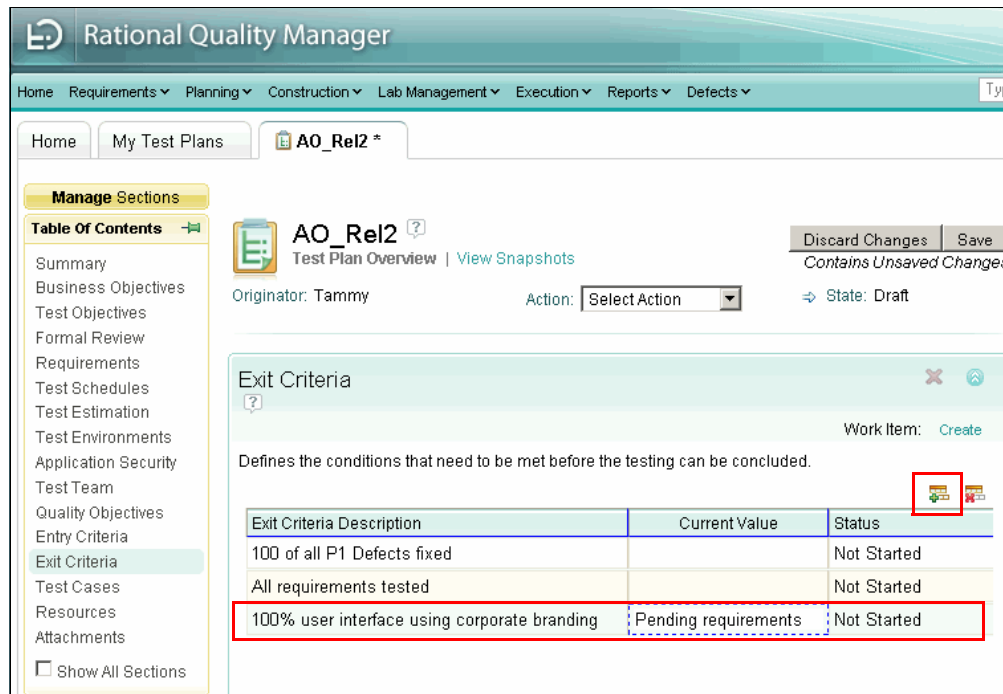 Rational Quality Manager
Home Requirements Planning Construction Lab Management Execution Reports Defects
Home My Test Plans AO_Rel2 *
Manage Sections
Table Of Contents
Summary
Business Objectives
Test Objectives
Formal Review
Requirements
Test Schedules
Test Estimation
Test Environments
Application Security
Test Team
Quality Objectives
Entry Criteria
Exit Criteria
Test Cases
Resources
Attachments
Show All Sections
AO_Rel2 ?
Test Plan Overview | View Snapshots
Discard Changes Save
Contains Unsaved Changes
Originator: Tammy Action: Select Action State: Draft
Exit Criteria
?
Work Item: Create
Defines the conditions that need to be met before the testing can be concluded.
Exit Criteria Description Current Value Status
100 of all P1 Defects fixed Not Started
All requirements tested Not Started
100% user interface using corporate branding Pending requirements Not Started